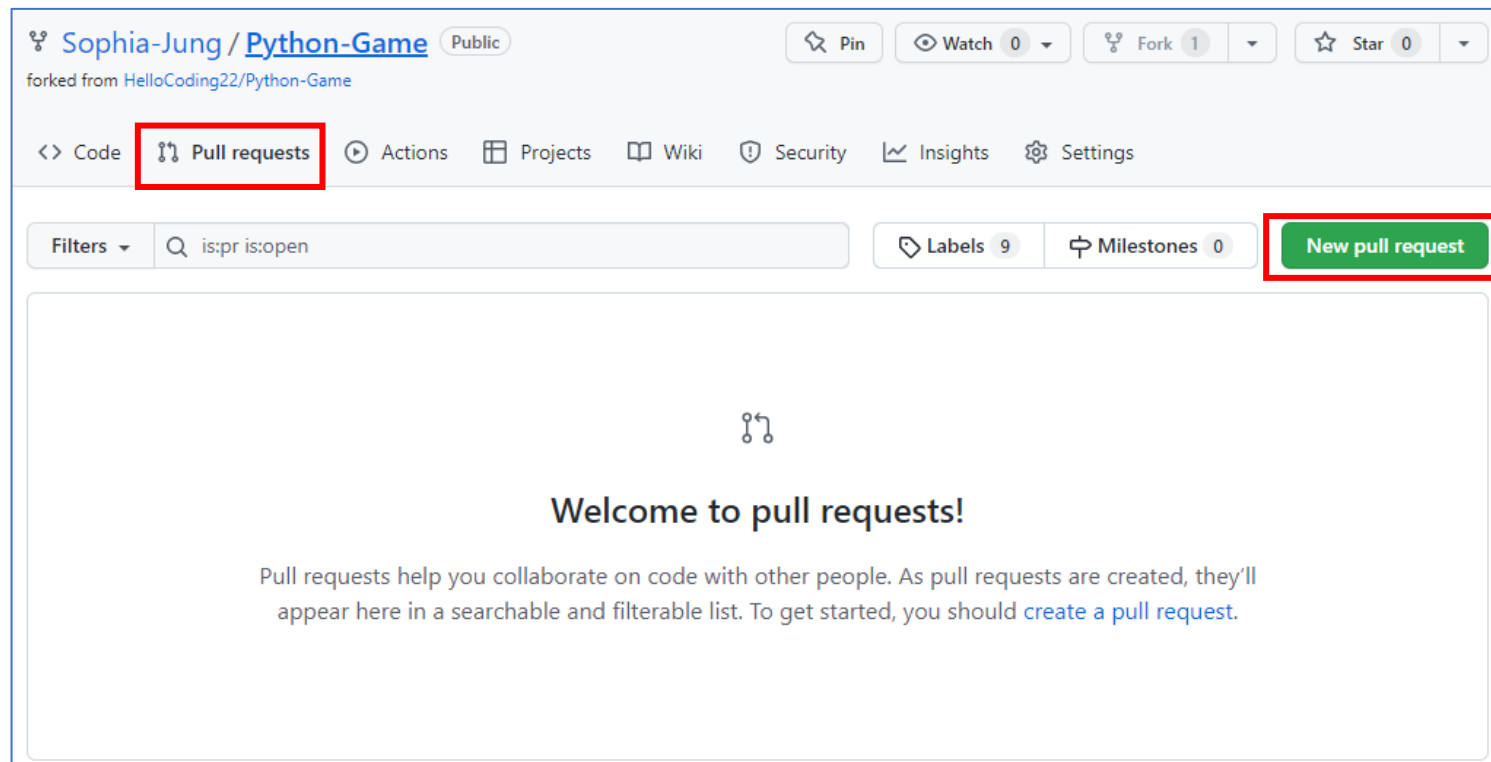 Sophia-Jung / Python-Game Public Pin Watch 0 Fork 1 Star 0
forked from HelloCoding22/Python-Game
<> Code Pull requests Actions Projects Wiki Security Insights Settings
Filters is:pr is:open Labels 9 Milestones 0 New pull request
Welcome to pull requests!
Pull requests help you collaborate on code with other people. As pull requests are created, they’ll
appear here in a searchable and filterable list. To get started, you should create a pull request.